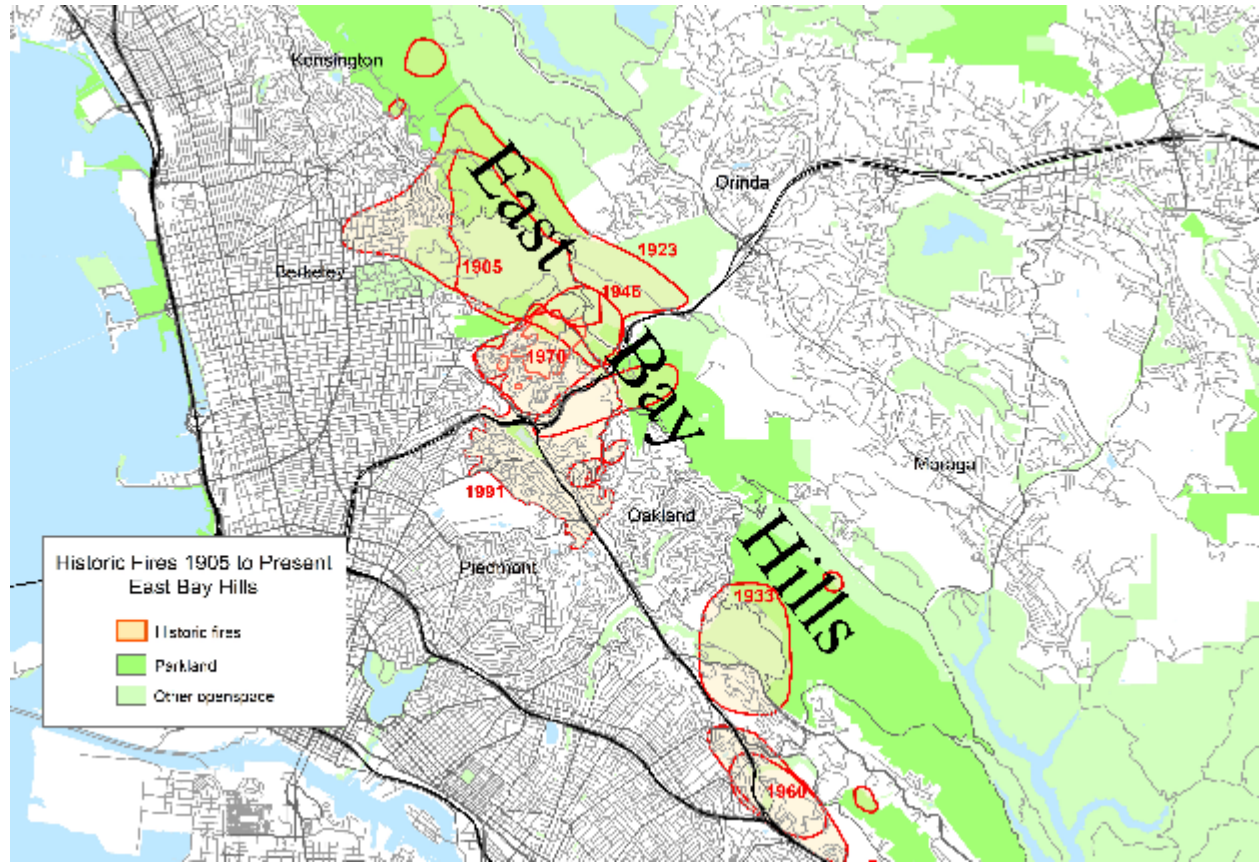 Kensington
East
Orinda
1923
1905
Berkeley
1946
1970
Bay
Moraga
1991
Oakland
Hills
Piedmont
1933
1960
Historic Fires 1905 to Present
East Bay Hills
Historic fires
Parkland
Other openspace